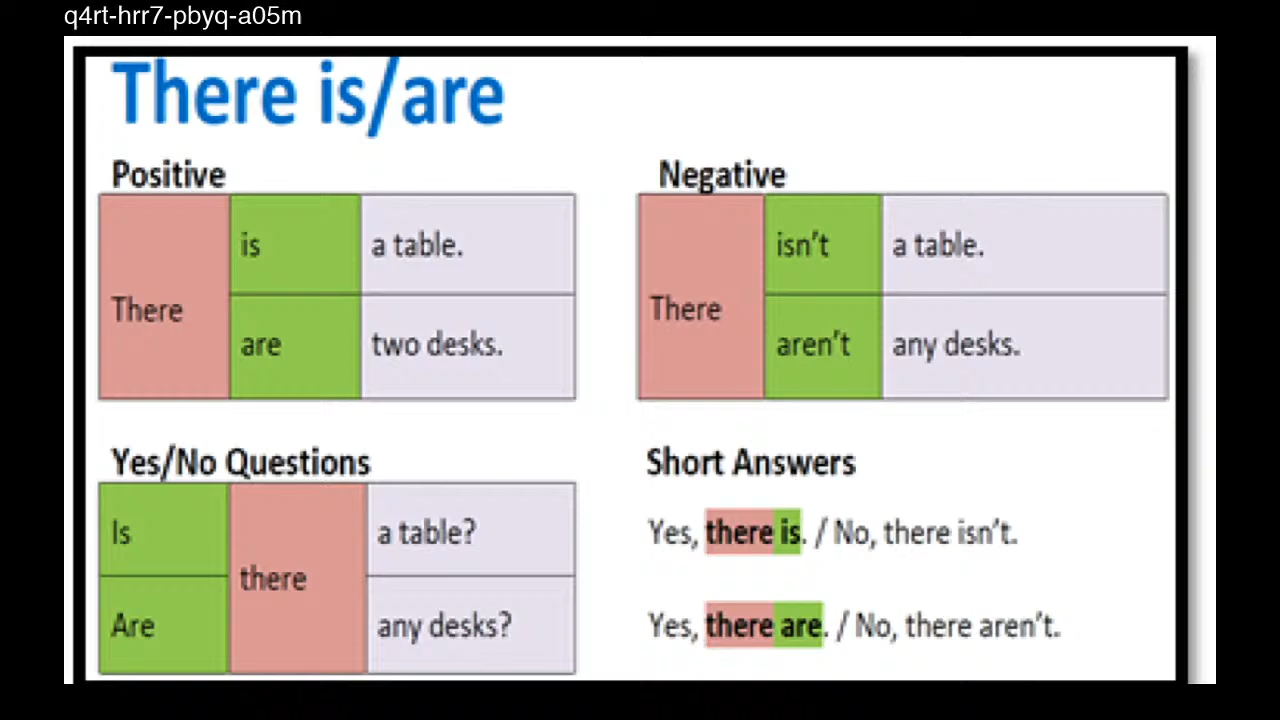 q4rt-hrr7-pbyq-a05m
There is/are
Positive
There
is
a table.
are
two desks.
Negative
There
isn’t
a table.
aren’t
any desks.
Yes/No Questions
Is
there
a table?
Are
any desks?
Short Answers
Yes, there is. / No, there isn’t.
Yes, there are. / No, there aren’t.